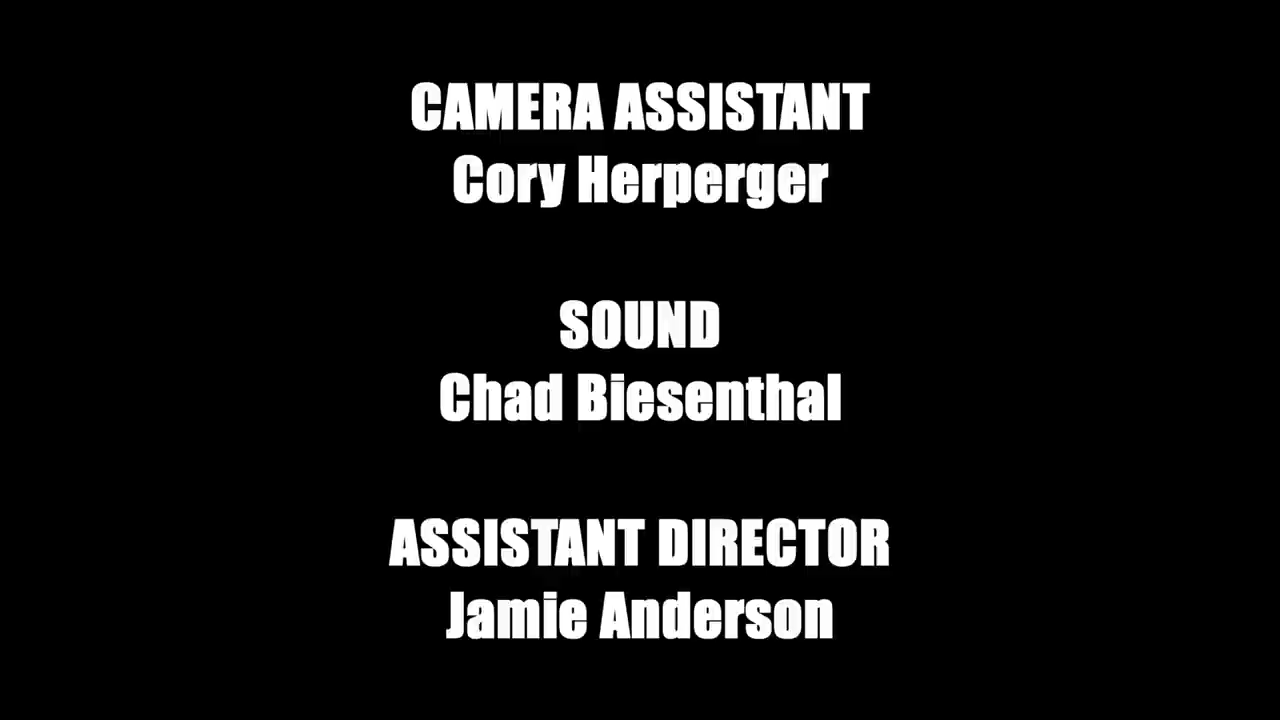 CAMERA ASSISTANT
Cory Herperger
SOUND
Chad Biesenthal
ASSISTANT DIRECTOR
Jamie Anderson